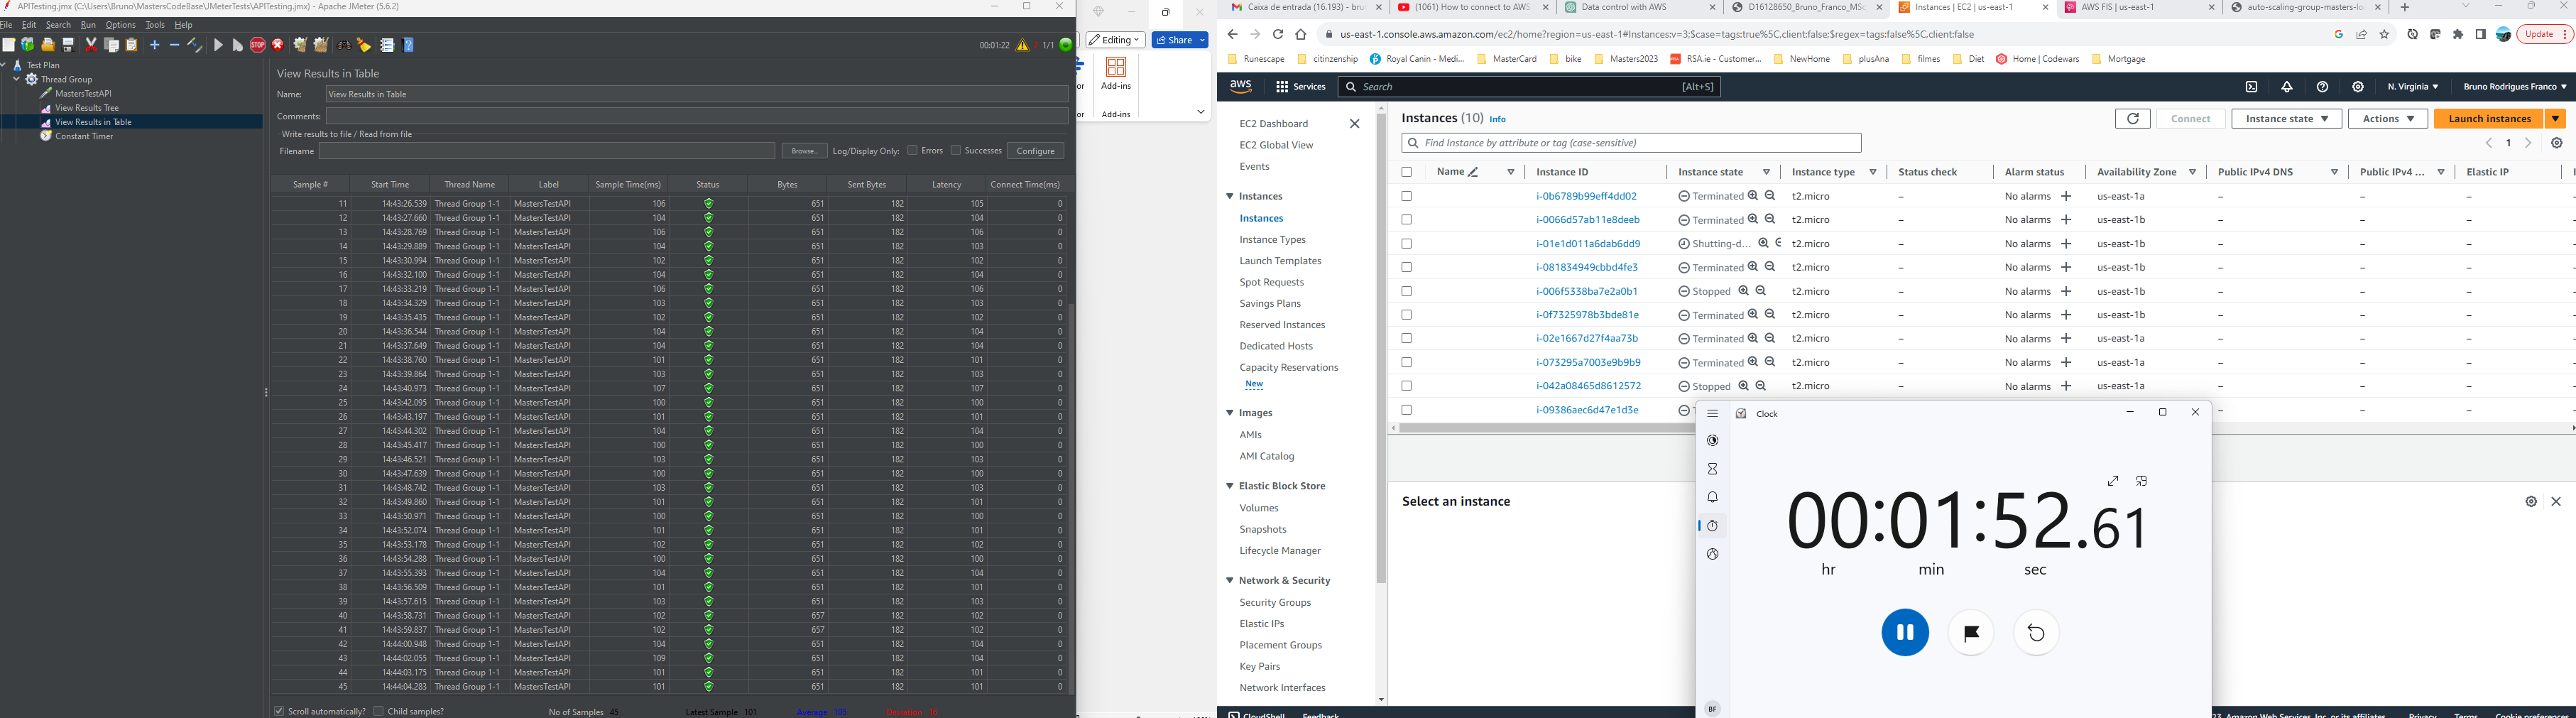 APITesting.jmx (C:\Users\Bruno\MastersCodeBase\JMeterTests\APITesting.jmx) - Apache JMeter (5.6.2)
File Edit Search Run Options Tools Help
00:01:22 1/1
Test Plan
Thread Group
MastersTestAPI
View Results Tree
View Results in Table
Constant Timer
View Results in Table
Name: View Results in Table
Comments:
Write results to file / Read from file
Filename Browse... Log/Display Only: Errors Successes Configure
Sample # Start Time Thread Name Label Sample Time(ms) Status Bytes Sent Bytes Latency Connect Time(ms)
11 14:43:26.539 Thread Group 1-1 MastersTestAPI 106 651 182 105 0
12 14:43:27.660 Thread Group 1-1 MastersTestAPI 104 651 182 104 0
13 14:43:28.769 Thread Group 1-1 MastersTestAPI 106 651 182 106 0
14 14:43:29.889 Thread Group 1-1 MastersTestAPI 104 651 182 103 0
15 14:43:30.994 Thread Group 1-1 MastersTestAPI 102 651 182 102 0
16 14:43:32.100 Thread Group 1-1 MastersTestAPI 104 651 182 104 0
17 14:43:33.219 Thread Group 1-1 MastersTestAPI 106 651 182 106 0
18 14:43:34.329 Thread Group 1-1 MastersTestAPI 103 651 182 103 0
19 14:43:35.435 Thread Group 1-1 MastersTestAPI 102 651 182 102 0
20 14:43:36.544 Thread Group 1-1 MastersTestAPI 104 651 182 104 0
21 14:43:37.649 Thread Group 1-1 MastersTestAPI 104 651 182 104 0
22 14:43:38.760 Thread Group 1-1 MastersTestAPI 101 651 182 101 0
23 14:43:39.864 Thread Group 1-1 MastersTestAPI 103 651 182 103 0
24 14:43:40.973 Thread Group 1-1 MastersTestAPI 107 651 182 107 0
25 14:43:42.095 Thread Group 1-1 MastersTestAPI 100 651 182 100 0
26 14:43:43.197 Thread Group 1-1 MastersTestAPI 101 651 182 101 0
27 14:43:44.302 Thread Group 1-1 MastersTestAPI 104 651 182 104 0
28 14:43:45.417 Thread Group 1-1 MastersTestAPI 100 651 182 100 0
29 14:43:46.521 Thread Group 1-1 MastersTestAPI 103 651 182 103 0
30 14:43:47.639 Thread Group 1-1 MastersTestAPI 100 651 182 100 0
31 14:43:48.742 Thread Group 1-1 MastersTestAPI 103 651 182 103 0
32 14:43:49.860 Thread Group 1-1 MastersTestAPI 101 651 182 101 0
33 14:43:50.971 Thread Group 1-1 MastersTestAPI 100 651 182 100 0
34 14:43:52.074 Thread Group 1-1 MastersTestAPI 101 651 182 101 0
35 14:43:53.178 Thread Group 1-1 MastersTestAPI 102 651 182 102 0
36 14:43:54.288 Thread Group 1-1 MastersTestAPI 100 651 182 100 0
37 14:43:55.393 Thread Group 1-1 MastersTestAPI 104 651 182 104 0
38 14:43:56.509 Thread Group 1-1 MastersTestAPI 101 651 182 101 0
39 14:43:57.615 Thread Group 1-1 MastersTestAPI 103 651 182 103 0
40 14:43:58.731 Thread Group 1-1 MastersTestAPI 102 657 182 102 0
41 14:43:59.837 Thread Group 1-1 MastersTestAPI 102 657 182 102 0
42 14:44:00.948 Thread Group 1-1 MastersTestAPI 104 651 182 104 0
43 14:44:02.055 Thread Group 1-1 MastersTestAPI 109 651 182 104 0
44 14:44:03.175 Thread Group 1-1 MastersTestAPI 101 651 182 101 0
45 14:44:04.283 Thread Group 1-1 MastersTestAPI 101 651 182 101 0
Scroll automatically? Child samples? No of Samples 45 Latest Sample 101 Average 105 Deviation 16
Editing Share
Add-ins
Add-ins
Caixa de entrada (16.193) - bru
(1061) How to connect to AWS
Data control with AWS
D16128650_Bruno_Franco_MSc
Instances | EC2 | us-east-1
AWS FIS | us-east-1
auto-scaling-group-masters-lo
us-east-1.console.aws.amazon.com/ec2/home?region=us-east-1#Instances:v=3;$case=tags:true%5C,client:false;$regex=tags:false%5C,client:false
Update
Runescape citinzenship Royal Canin - Medi... MasterCard bike Masters2023 RSA.ie - Customer... NewHome plusAna filmes Diet Home | Codewars Mortgage
aws Services Search [Alt+S] N. Virginia Bruno Rodrigues Franco
EC2 Dashboard
EC2 Global View
Events
Instances
Instances
Instance Types
Launch Templates
Spot Requests
Savings Plans
Reserved Instances
Dedicated Hosts
Capacity Reservations
New
Images
AMIs
AMI Catalog
Elastic Block Store
Volumes
Snapshots
Lifecycle Manager
Network & Security
Security Groups
Elastic IPs
Placement Groups
Key Pairs
Network Interfaces
Instances (10) Info Connect Instance state Actions Launch instances
Find Instance by attribute or tag (case-sensitive) 1
Name Instance ID Instance state Instance type Status check Alarm status Availability Zone Public IPv4 DNS Public IPv4 ... Elastic IP
i-0b6789b99eff4dd02 Terminated t2.micro – No alarms + us-east-1a – – –
i-0066d57ab11e8deeb Terminated t2.micro – No alarms + us-east-1b – – –
i-01e1d011a6dab6dd9 Shutting-d... t2.micro – No alarms + us-east-1b – – –
i-081834949cbbd4fe3 Terminated t2.micro – No alarms + us-east-1b – – –
i-006f5338ba7e2a0b1 Stopped t2.micro – No alarms + us-east-1b – – –
i-0f7325978b3bde81e Terminated t2.micro – No alarms + us-east-1b – – –
i-02e1667d27f4aa73b Terminated t2.micro – No alarms + us-east-1a – – –
i-073295a7003e9b9b9 Terminated t2.micro – No alarms + us-east-1a – – –
i-042a08465d8612572 Stopped t2.micro – No alarms + us-east-1a – – –
i-09386aec6d47e1d3e
Select an instance
Clock
00:01:52.61
hr min sec
BF
CloudShell Feedback
23, Amazon Web Services, Inc. or its affiliates. Privacy Terms Cookie preferences